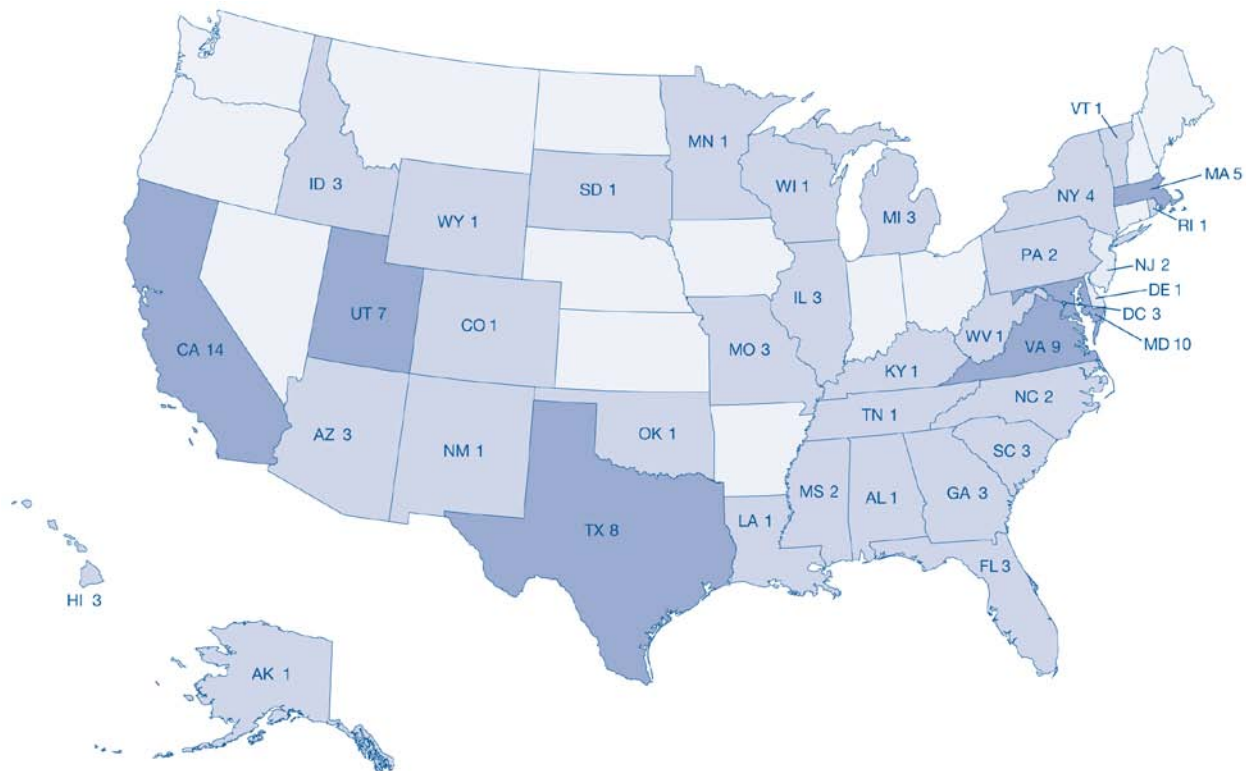 VT 1
MN 1
MA 5
ID 3
SD 1
WI 1
NY 4
MI 3
WY 1
RI 1
PA 2
NJ 2
DE 1
IL 3
DC 3
UT 7
CO 1
WV 1
MD 10
CA 14
MO 3
VA 9
KY 1
NC 2
TN 1
AZ 3
OK 1
NM 1
SC 3
MS 2
AL 1
GA 3
LA 1
TX 8
FL 3
HI 3
AK 1